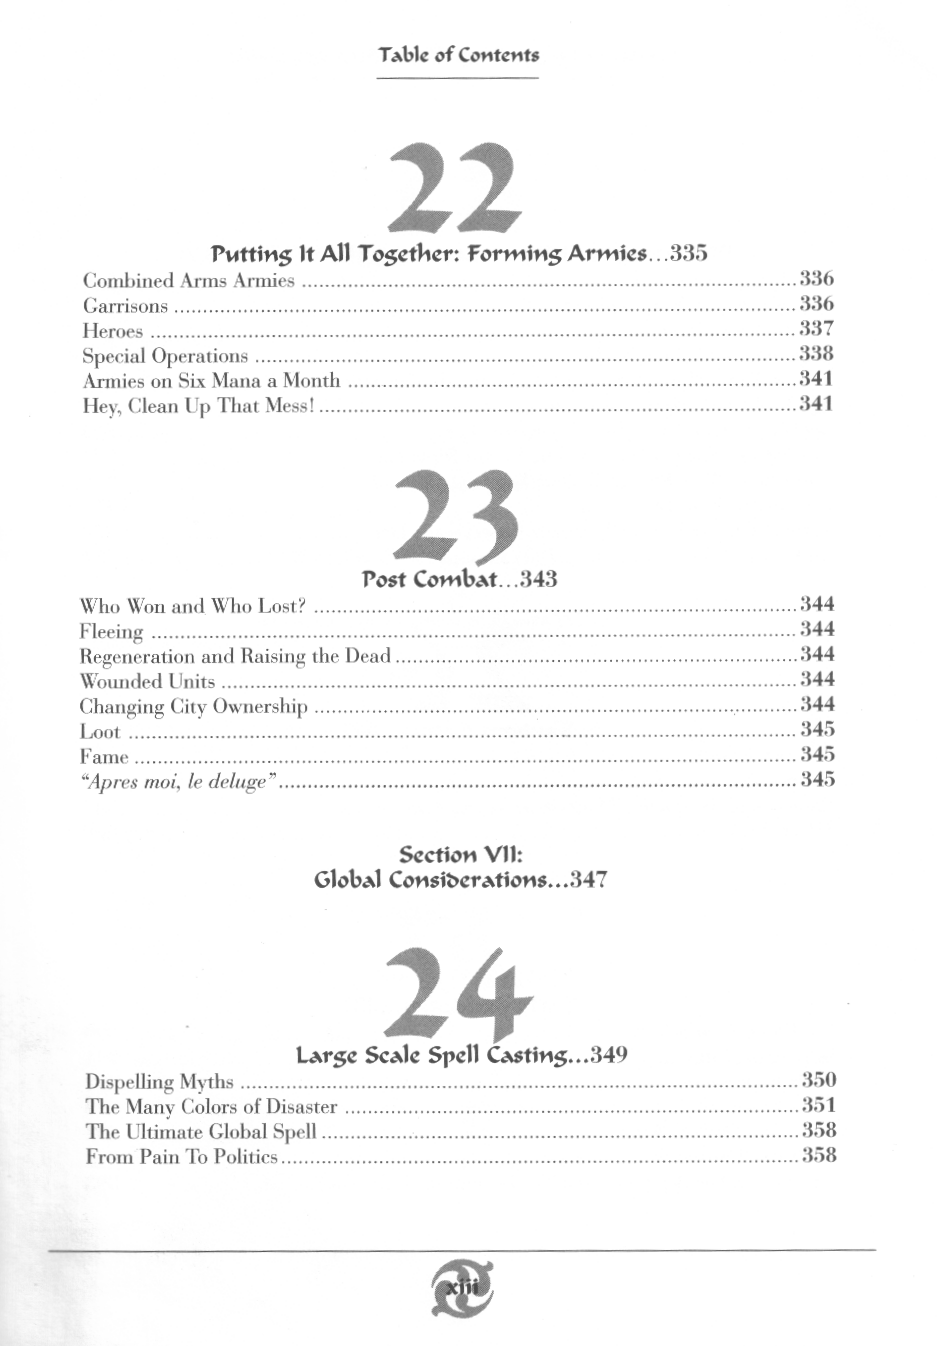 Table of Contents
22
Putting It All Together: Forming Armies...335
Combined Arms Armies ........ 336
Garrisons ........ 336
Heroes ........ 337
Special Operations ........ 338
Armies on Six Mana a Month ........ 341
Hey, Clean Up That Mess! ........ 341
23
Post Combat...343
Who Won and Who Lost? ........ 344
Fleeing ........ 344
Regeneration and Raising the Dead ........ 344
Wounded Units ........ 344
Changing City Ownership ........ 344
Loot ........ 345
Fame ........ 345
“Apres moi, le deluge” ........ 345
Section VII:
Global Considerations...347
24
Large Scale Spell Casting...349
Dispelling Myths ........ 350
The Many Colors of Disaster ........ 351
The Ultimate Global Spell ........ 358
From Pain To Politics ........ 358
xiii